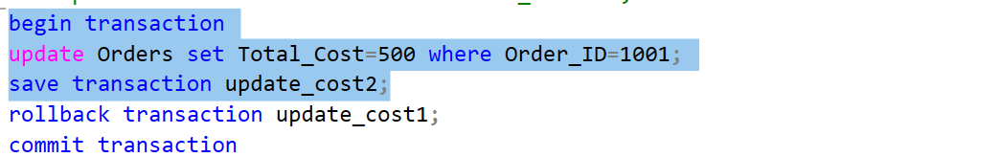 begin transaction
update Orders set Total_Cost=500 where Order_ID=1001;
save transaction update_cost2;
rollback transaction update_cost1;
commit transaction